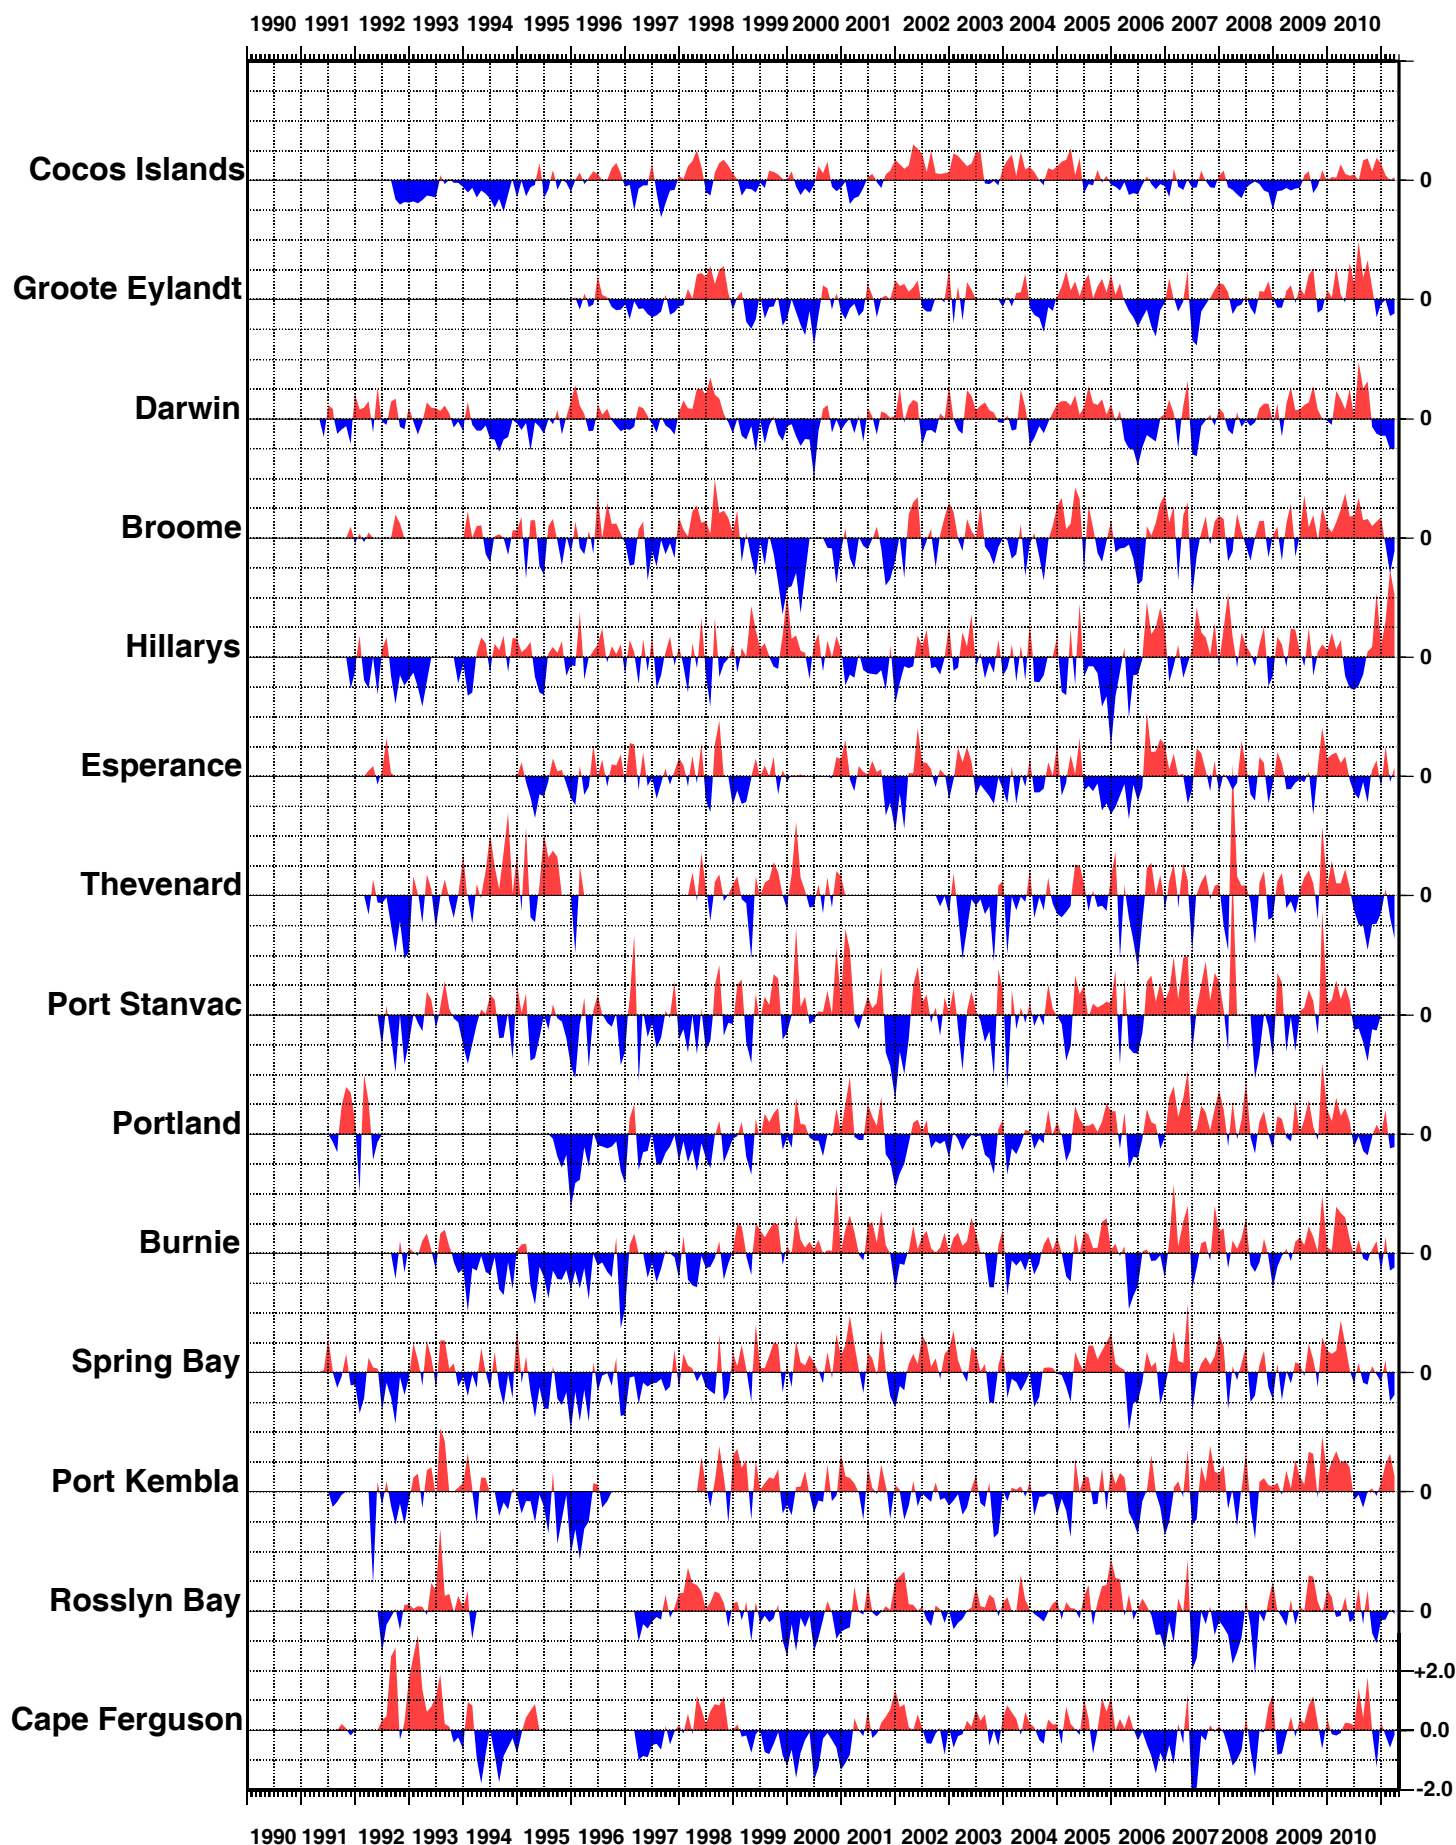 1990 1991 1992 1993 1994 1995 1996 1997 1998 1999 2000 2001 2002 2003 2004 2005 2006 2007 2008 2009 2010
Cocos Islands 0
Groote Eylandt 0
Darwin 0
Broome 0
Hillarys 0
Esperance 0
Thevenard 0
Port Stanvac 0
Portland 0
Burnie 0
Spring Bay 0
Port Kembla 0
Rosslyn Bay 0
+2.0
Cape Ferguson 0.0
-2.0
1990 1991 1992 1993 1994 1995 1996 1997 1998 1999 2000 2001 2002 2003 2004 2005 2006 2007 2008 2009 2010